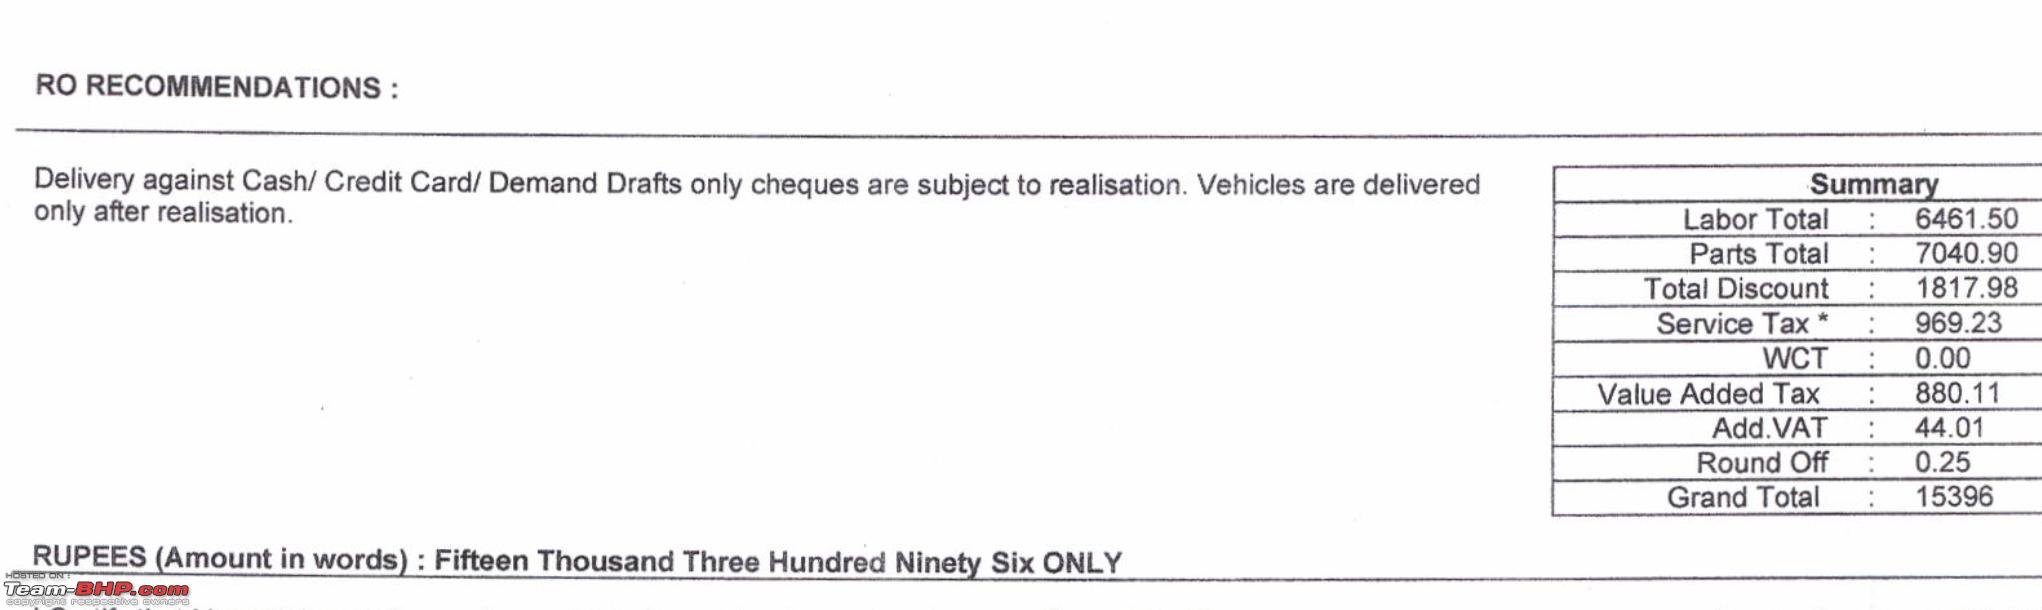 RO RECOMMENDATIONS :
Delivery against Cash/ Credit Card/ Demand Drafts only cheques are subject to realisation. Vehicles are delivered
only after realisation.
Summary
Labor Total : 6461.50
Parts Total : 7040.90
Total Discount : 1817.98
Service Tax * : 969.23
WCT : 0.00
Value Added Tax : 880.11
Add.VAT : 44.01
Round Off : 0.25
Grand Total : 15396
RUPEES (Amount in words) : Fifteen Thousand Three Hundred Ninety Six ONLY
HOSTED ON :
Team-BHP.com
copyright respective owners